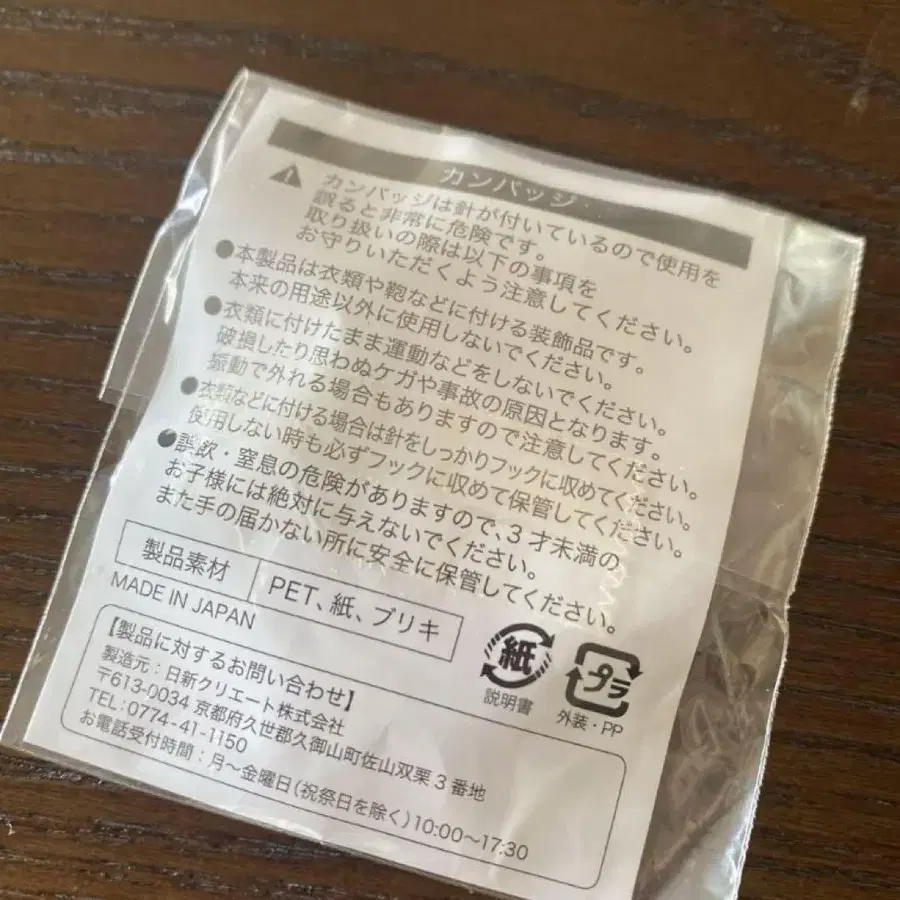 カンバッジ
カンバッジは針が付いているので使用を
誤ると非常に危険です。
取り扱いの際は以下の事項を
お守りいただくよう注意してください。
●本製品は衣類や鞄などに付ける装飾品です。
本来の用途以外に使用しないでください。
●衣類に付けたまま運動などをしないでください。
破損したり思わぬケガや事故の原因となります。
振動で外れる場合もありますので注意してください。
●衣類などに付ける場合は針をしっかりフックに収めてください。
使用しない時も必ずフックに収めて保管してください。
●誤飲・窒息の危険がありますので、3才未満の
お子様には絶対に与えないでください。
また手の届かない所に安全に保管してください。
製品素材 PET、紙、ブリキ
MADE IN JAPAN
紙
説明書
プラ
外装・PP
【製品に対するお問い合わせ】
製造元:日新クリエート株式会社
〒613-0034 京都府久世郡久御山町佐山双栗3番地
TEL:0774-41-1150
お電話受付時間:月～金曜日(祝祭日を除く)10:00～17:30